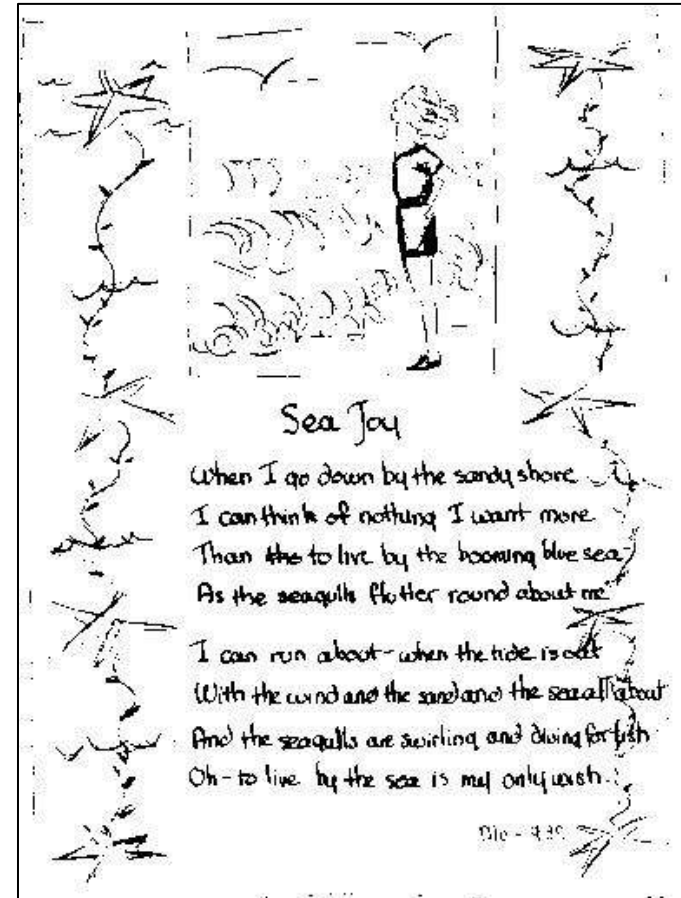 Sea Joy
When I go down by the sandy shore
I can think of nothing I want more
Than the to live by the booming blue sea
As the seagulls flutter round about me
I can run about - when the tide is out
With the wind and the sand and the sea all about
And the seagulls are swirling and diving for fish
Oh - to live by the sea is my only wish.